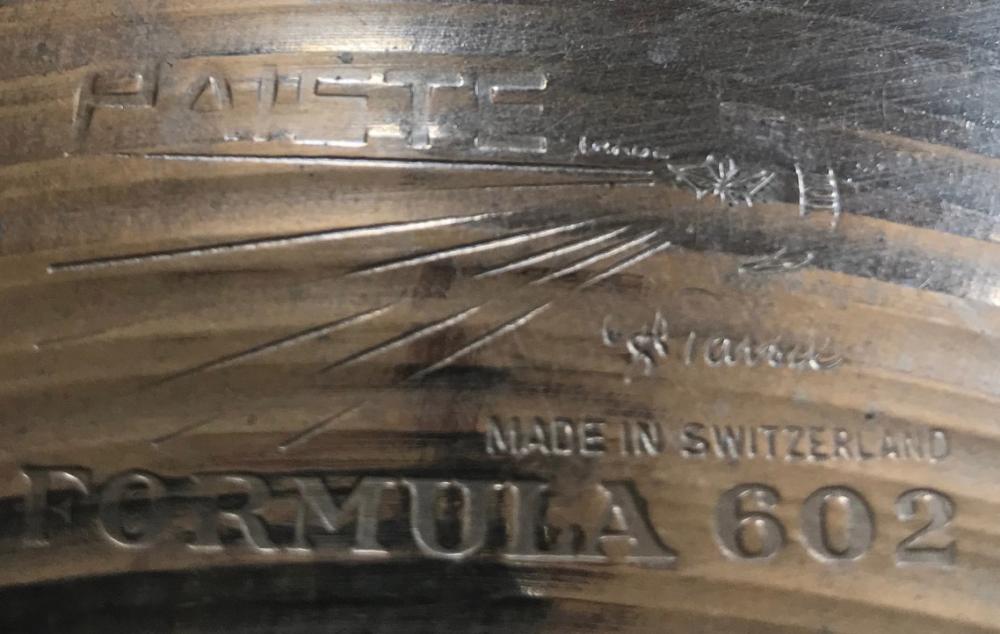 PAISTE
MADE IN SWITZERLAND
FORMULA 602